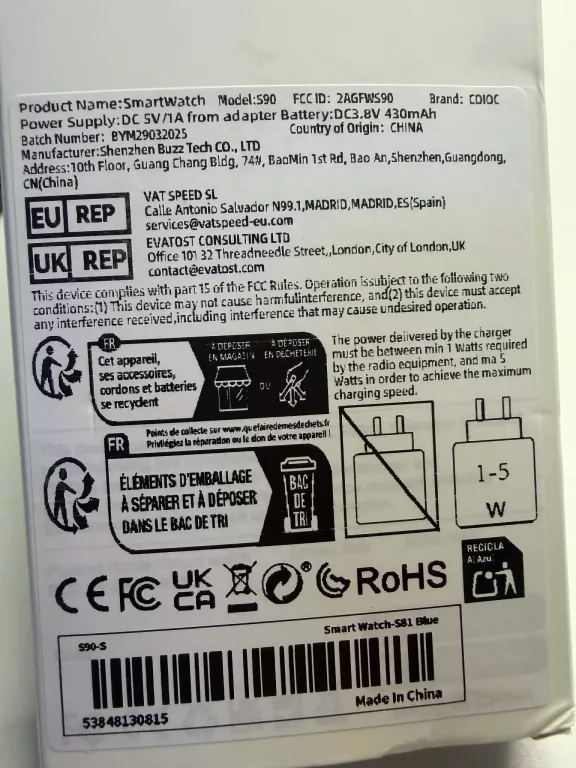 Product Name:SmartWatch Model:S90 FCC ID: 2AGFWS90 Brand: CDIOC
Power Supply:DC 5V/1A from adapter Battery:DC3.8V 430mAh
Batch Number: BYM29032025 Country of Origin: CHINA
Manufacturer:Shenzhen Buzz Tech CO., LTD
Address:10th Floor, Guang Chang Bldg, 74#, BaoMin 1st Rd, Bao An,Shenzhen,Guangdong,
CN(China)
EU REP
VAT SPEED SL
Calle Antonio Salvador N99.1,MADRID,MADRID,ES(Spain)
services@vatspeed-eu.com
UK REP
EVATOST CONSULTING LTD
Office 101 32 Threadneedle Street,,London,City of London,UK
contact@evatost.com
This device complies with part 15 of the FCC Rules. Operation issubject to the following two
conditions:(1) This device may not cause harmfulinterference, and(2) this device must accept
any interference received,including interference that may cause undesired operation.
FR
Cet appareil,
ses accessoires,
cordons et batteries
se recyclent
À DÉPOSER
EN MAGASIN
OU
À DÉPOSER
EN DÉCHÈTERIE
Points de collecte sur www.quefairedemesdechets.fr
Privilégiez la réparation ou le don de votre appareil !
The power delivered by the charger
must be between min 1 Watts required
by the radio equipment, and ma 5
Watts in order to achieve the maximum
charging speed.
FR
ÉLÉMENTS D'EMBALLAGE
À SÉPARER ET À DÉPOSER
DANS LE BAC DE TRI
BAC
DE
TRI
1-5
W
CE FC UK
CA
® RoHS
RECICLA
Al Azul
S90-S
Smart Watch-S81 Blue
53848130815
Made In China